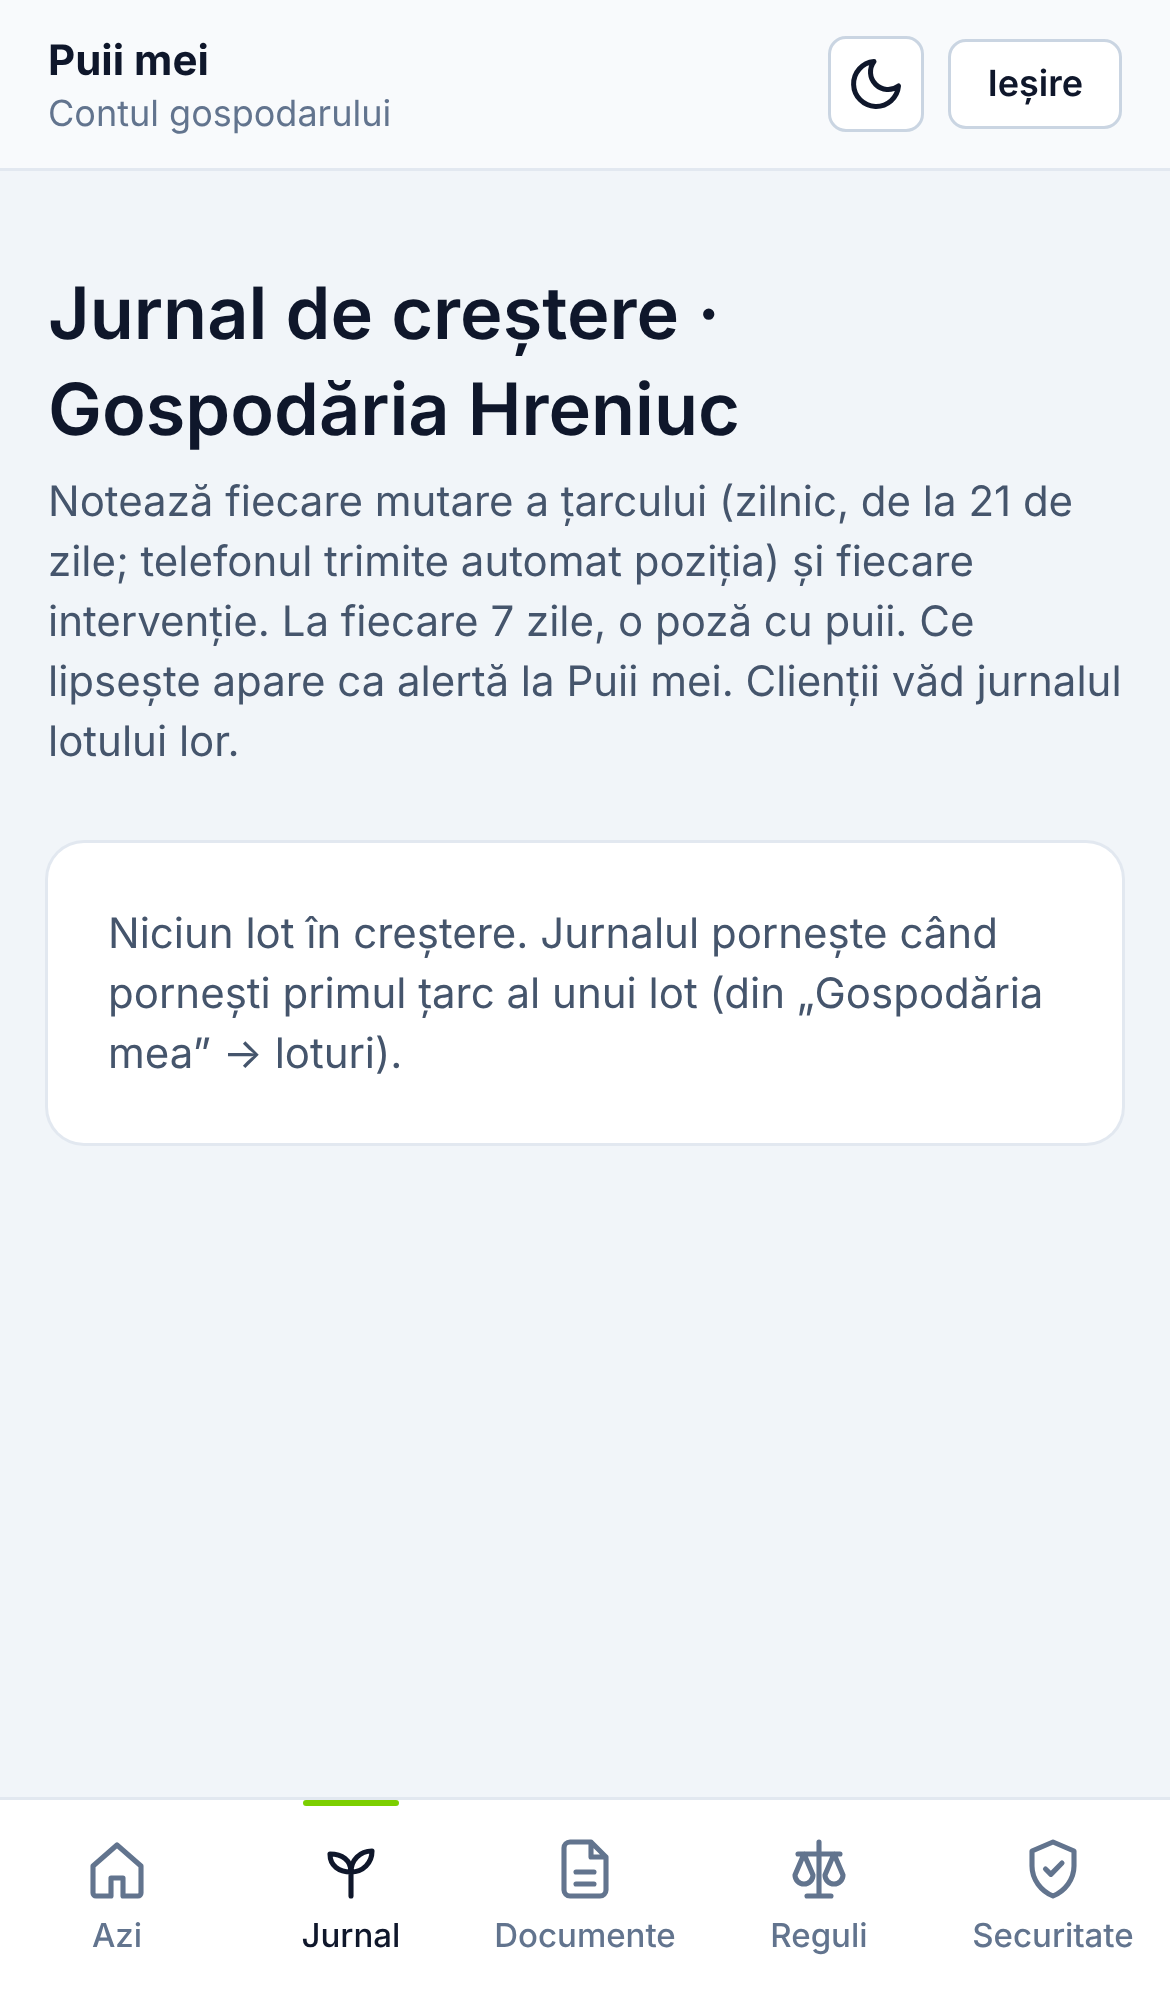 Puii mei
Contul gospodarului
Ieșire
Jurnal de creștere ·
Gospodăria Hreniuc
Notează fiecare mutare a țarcului (zilnic, de la 21 de
zile; telefonul trimite automat poziția) și fiecare
intervenție. La fiecare 7 zile, o poză cu puii. Ce
lipsește apare ca alertă la Puii mei. Clienții văd jurnalul
lotului lor.
Niciun lot în creștere. Jurnalul pornește când
pornești primul țarc al unui lot (din „Gospodăria
mea” → loturi).
Azi
Jurnal
Documente
Reguli
Securitate